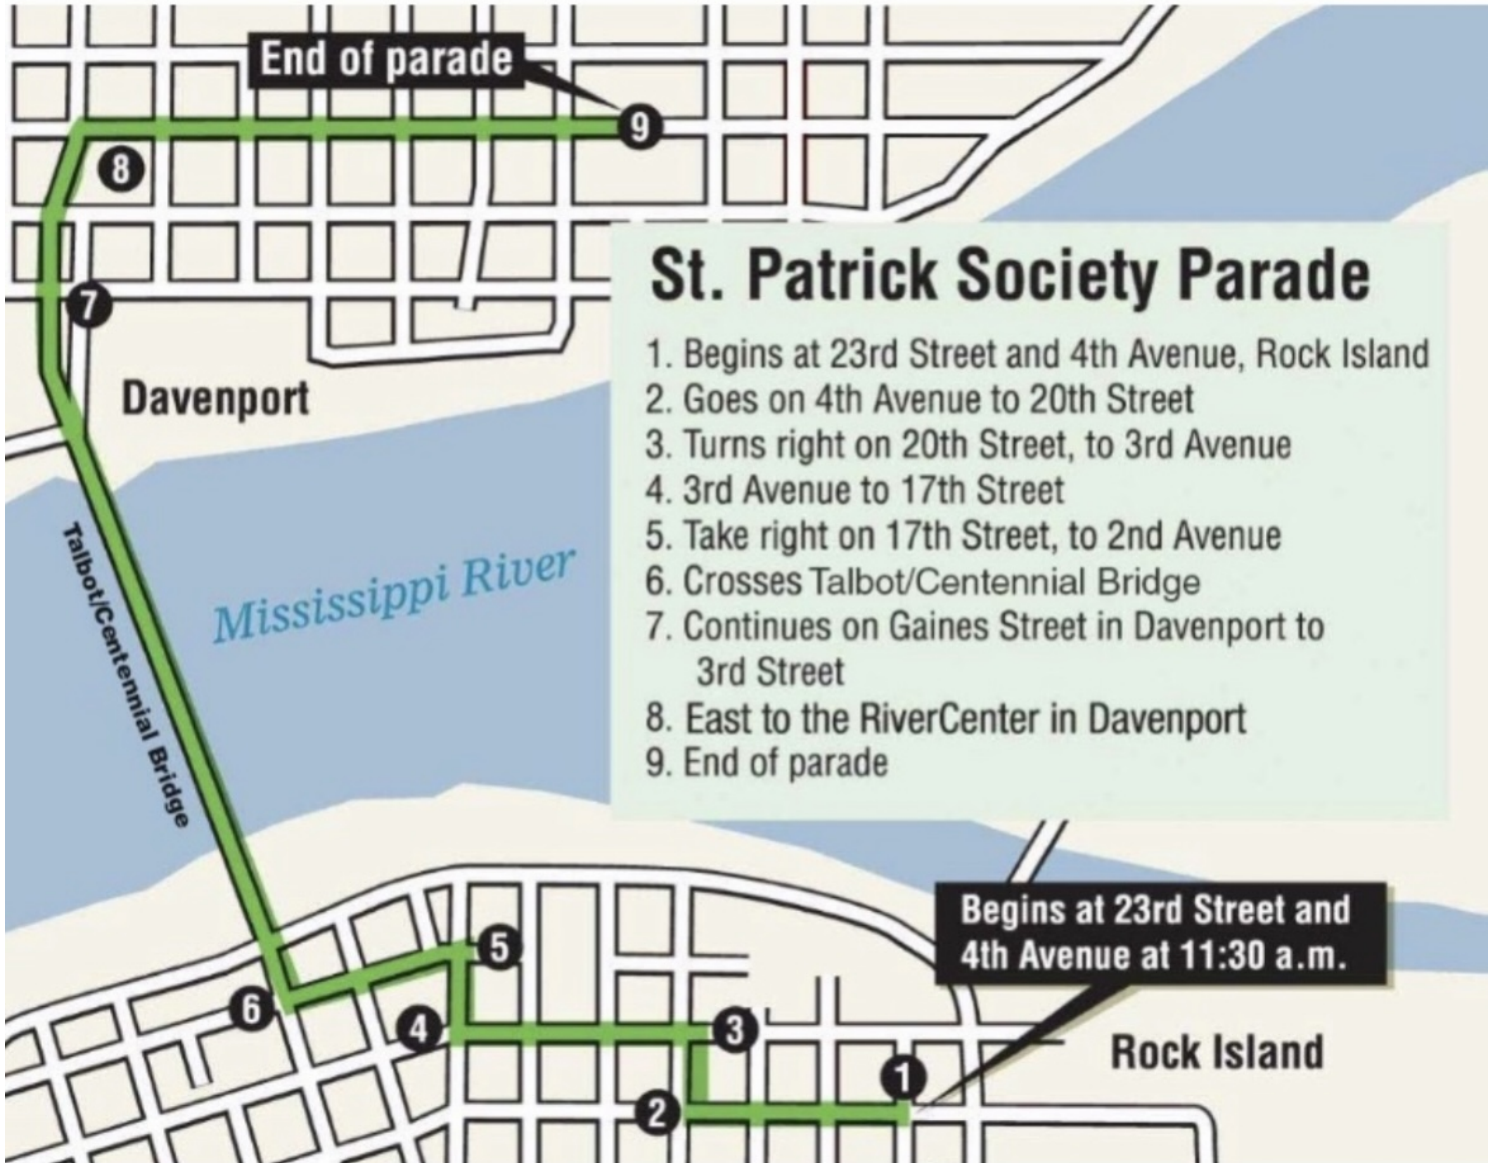 End of parade
9
8
7
Davenport
St. Patrick Society Parade
1. Begins at 23rd Street and 4th Avenue, Rock Island
2. Goes on 4th Avenue to 20th Street
3. Turns right on 20th Street, to 3rd Avenue
4. 3rd Avenue to 17th Street
5. Take right on 17th Street, to 2nd Avenue
6. Crosses Talbot/Centennial Bridge
7. Continues on Gaines Street in Davenport to
3rd Street
8. East to the RiverCenter in Davenport
9. End of parade
Mississippi River
Talbot/Centennial Bridge
Begins at 23rd Street and
4th Avenue at 11:30 a.m.
5
6
4
3
Rock Island
1
2